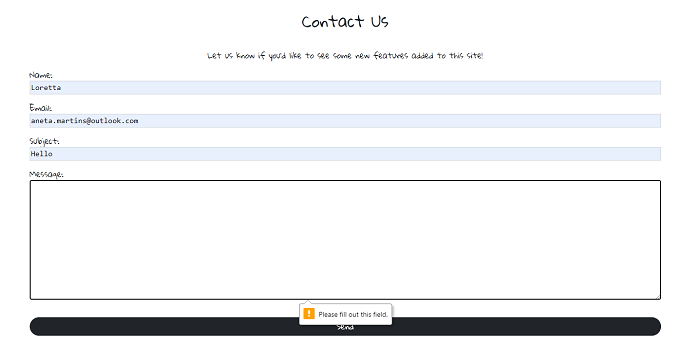 Contact Us
Let us know if you'd like to see some new features added to this site!
Name:
Loretta
Email:
aneta.martins@outlook.com
Subject:
Hello
Message:
Please fill out this field.
Send